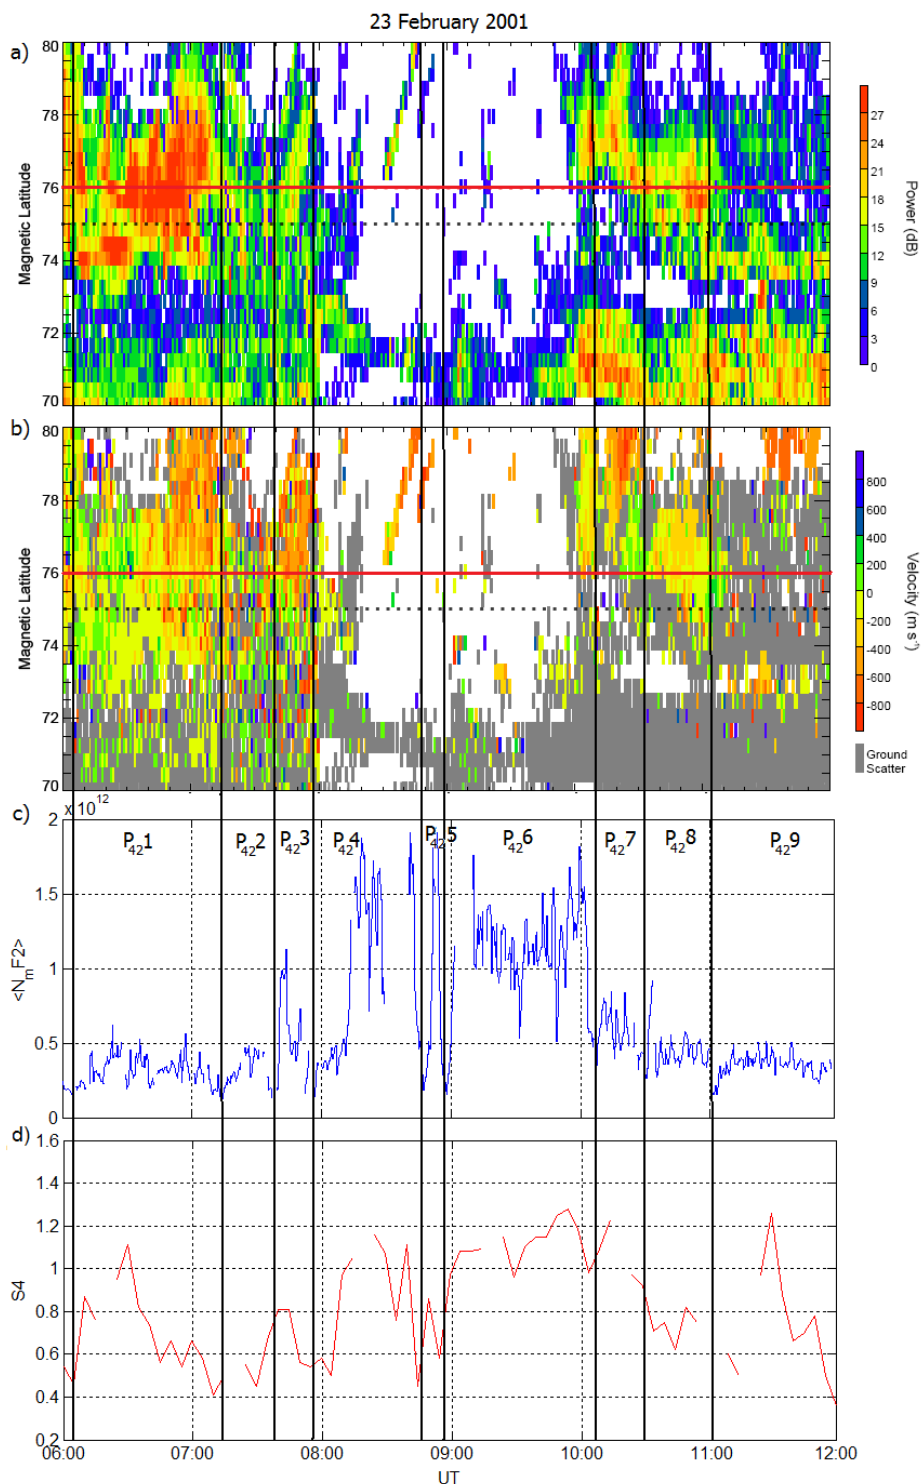 23 February 2001
a)
80
78
76
74
72
70
Magnetic Latitude
27
24
21
18
15
12
9
6
3
0
Power (dB)
b)
80
78
76
74
72
70
Magnetic Latitude
800
600
400
200
0
-200
-400
-600
-800
Velocity (m s⁻¹)
Ground
Scatter
c)
x 10¹²
2
1.5
1
0.5
0
<NmF2>
P₄₂1 P₄₂2 P₄₂3 P₄₂4 P₄₂5 P₄₂6 P₄₂7 P₄₂8 P₄₂9
d)
1.6
1.4
1.2
1
0.8
0.6
0.4
0.2
S4
06:00 07:00 08:00 09:00 10:00 11:00 12:00
UT